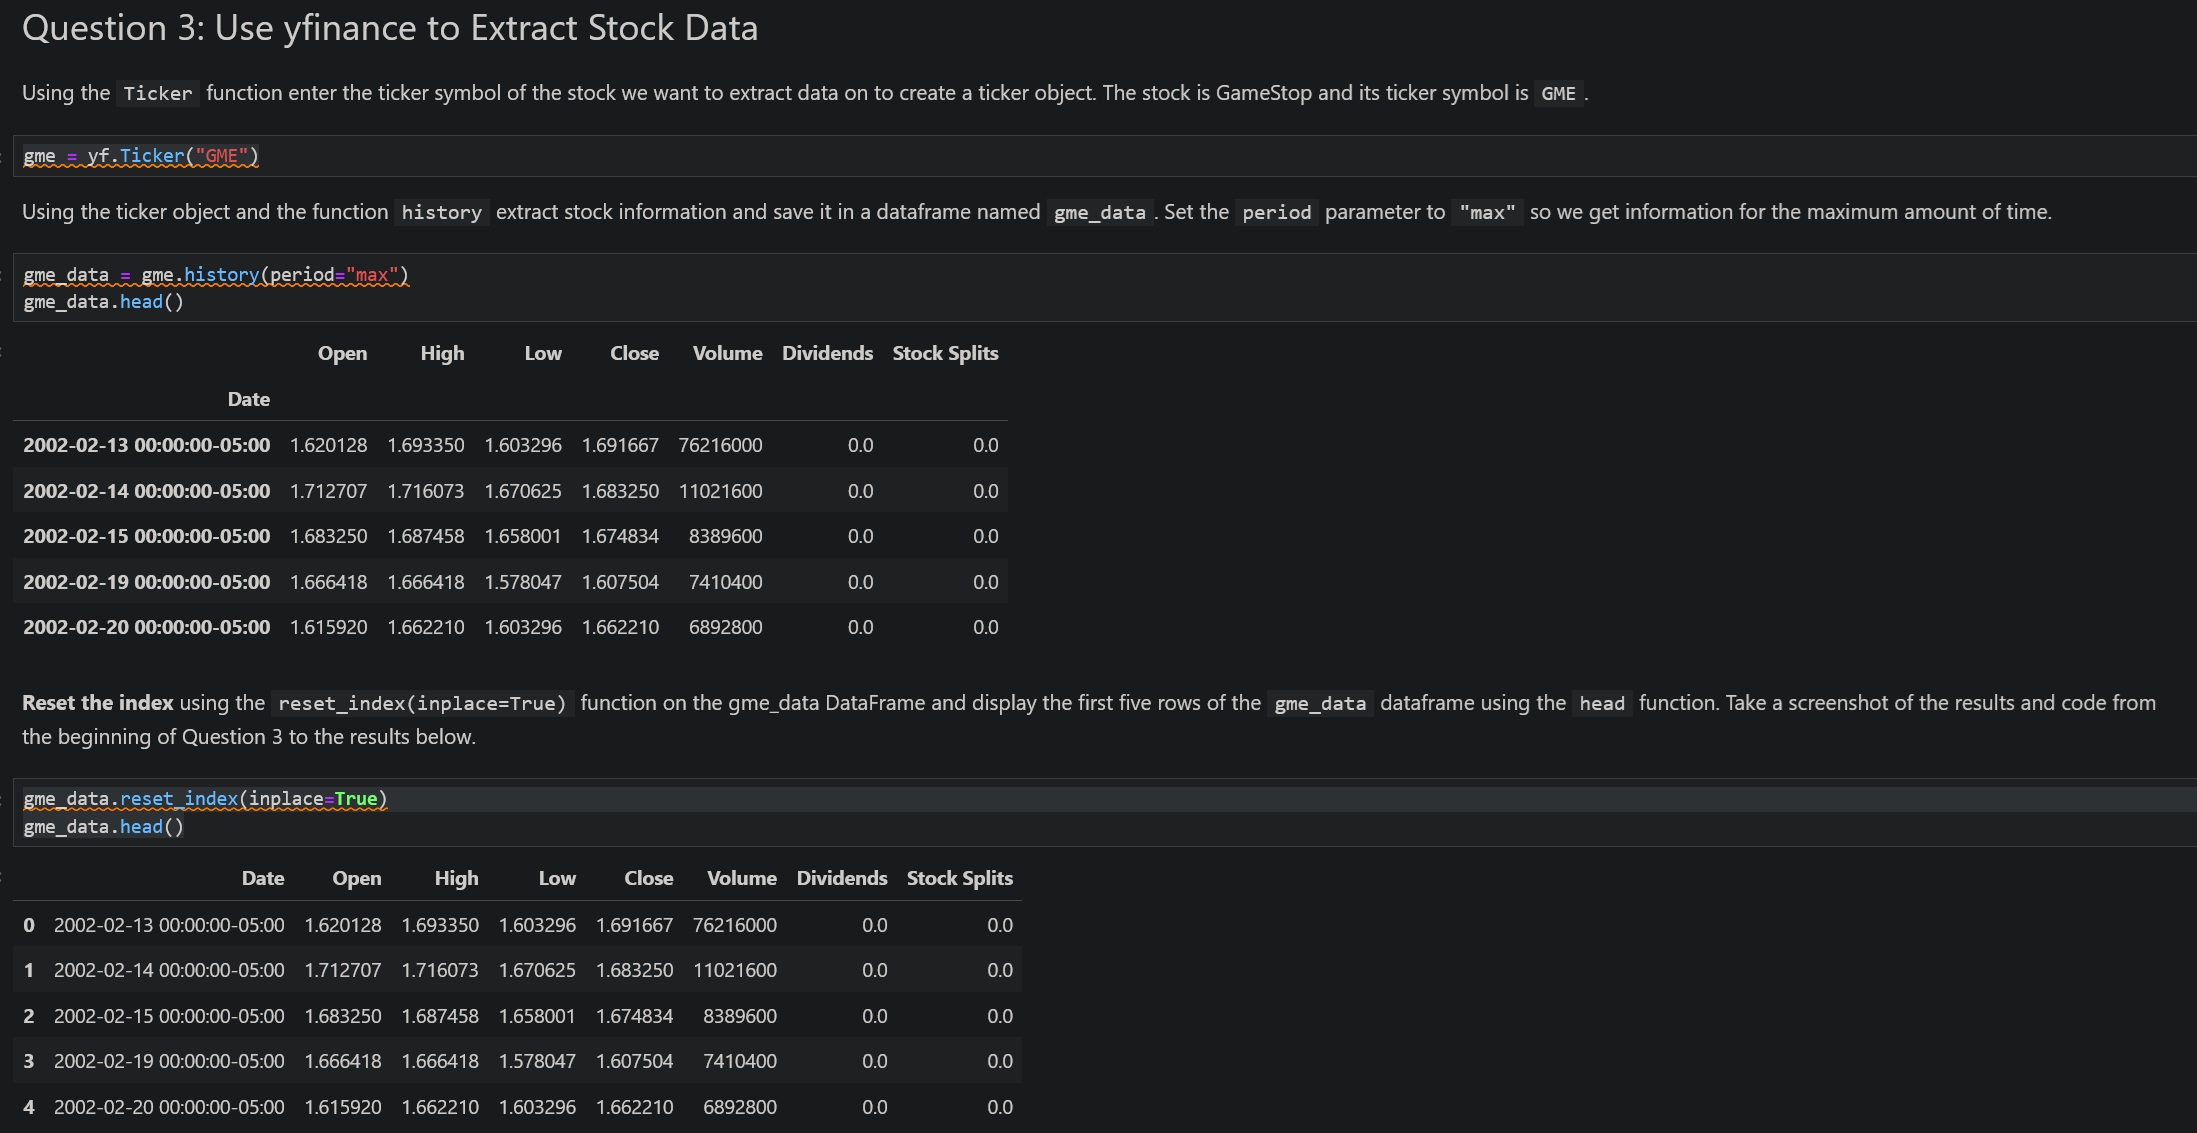 Question 3: Use yfinance to Extract Stock Data
Using the Ticker function enter the ticker symbol of the stock we want to extract data on to create a ticker object. The stock is GameStop and its ticker symbol is GME .
gme = yf.Ticker("GME")
Using the ticker object and the function history extract stock information and save it in a dataframe named gme_data . Set the period parameter to "max" so we get information for the maximum amount of time.
gme_data = gme.history(period="max")
gme_data.head()
Open High Low Close Volume Dividends Stock Splits
Date
2002-02-13 00:00:00-05:00 1.620128 1.693350 1.603296 1.691667 76216000 0.0 0.0
2002-02-14 00:00:00-05:00 1.712707 1.716073 1.670625 1.683250 11021600 0.0 0.0
2002-02-15 00:00:00-05:00 1.683250 1.687458 1.658001 1.674834 8389600 0.0 0.0
2002-02-19 00:00:00-05:00 1.666418 1.666418 1.578047 1.607504 7410400 0.0 0.0
2002-02-20 00:00:00-05:00 1.615920 1.662210 1.603296 1.662210 6892800 0.0 0.0
Reset the index using the reset_index(inplace=True) function on the gme_data DataFrame and display the first five rows of the gme_data dataframe using the head function. Take a screenshot of the results and code from
the beginning of Question 3 to the results below.
gme_data.reset_index(inplace=True)
gme_data.head()
Date Open High Low Close Volume Dividends Stock Splits
0 2002-02-13 00:00:00-05:00 1.620128 1.693350 1.603296 1.691667 76216000 0.0 0.0
1 2002-02-14 00:00:00-05:00 1.712707 1.716073 1.670625 1.683250 11021600 0.0 0.0
2 2002-02-15 00:00:00-05:00 1.683250 1.687458 1.658001 1.674834 8389600 0.0 0.0
3 2002-02-19 00:00:00-05:00 1.666418 1.666418 1.578047 1.607504 7410400 0.0 0.0
4 2002-02-20 00:00:00-05:00 1.615920 1.662210 1.603296 1.662210 6892800 0.0 0.0